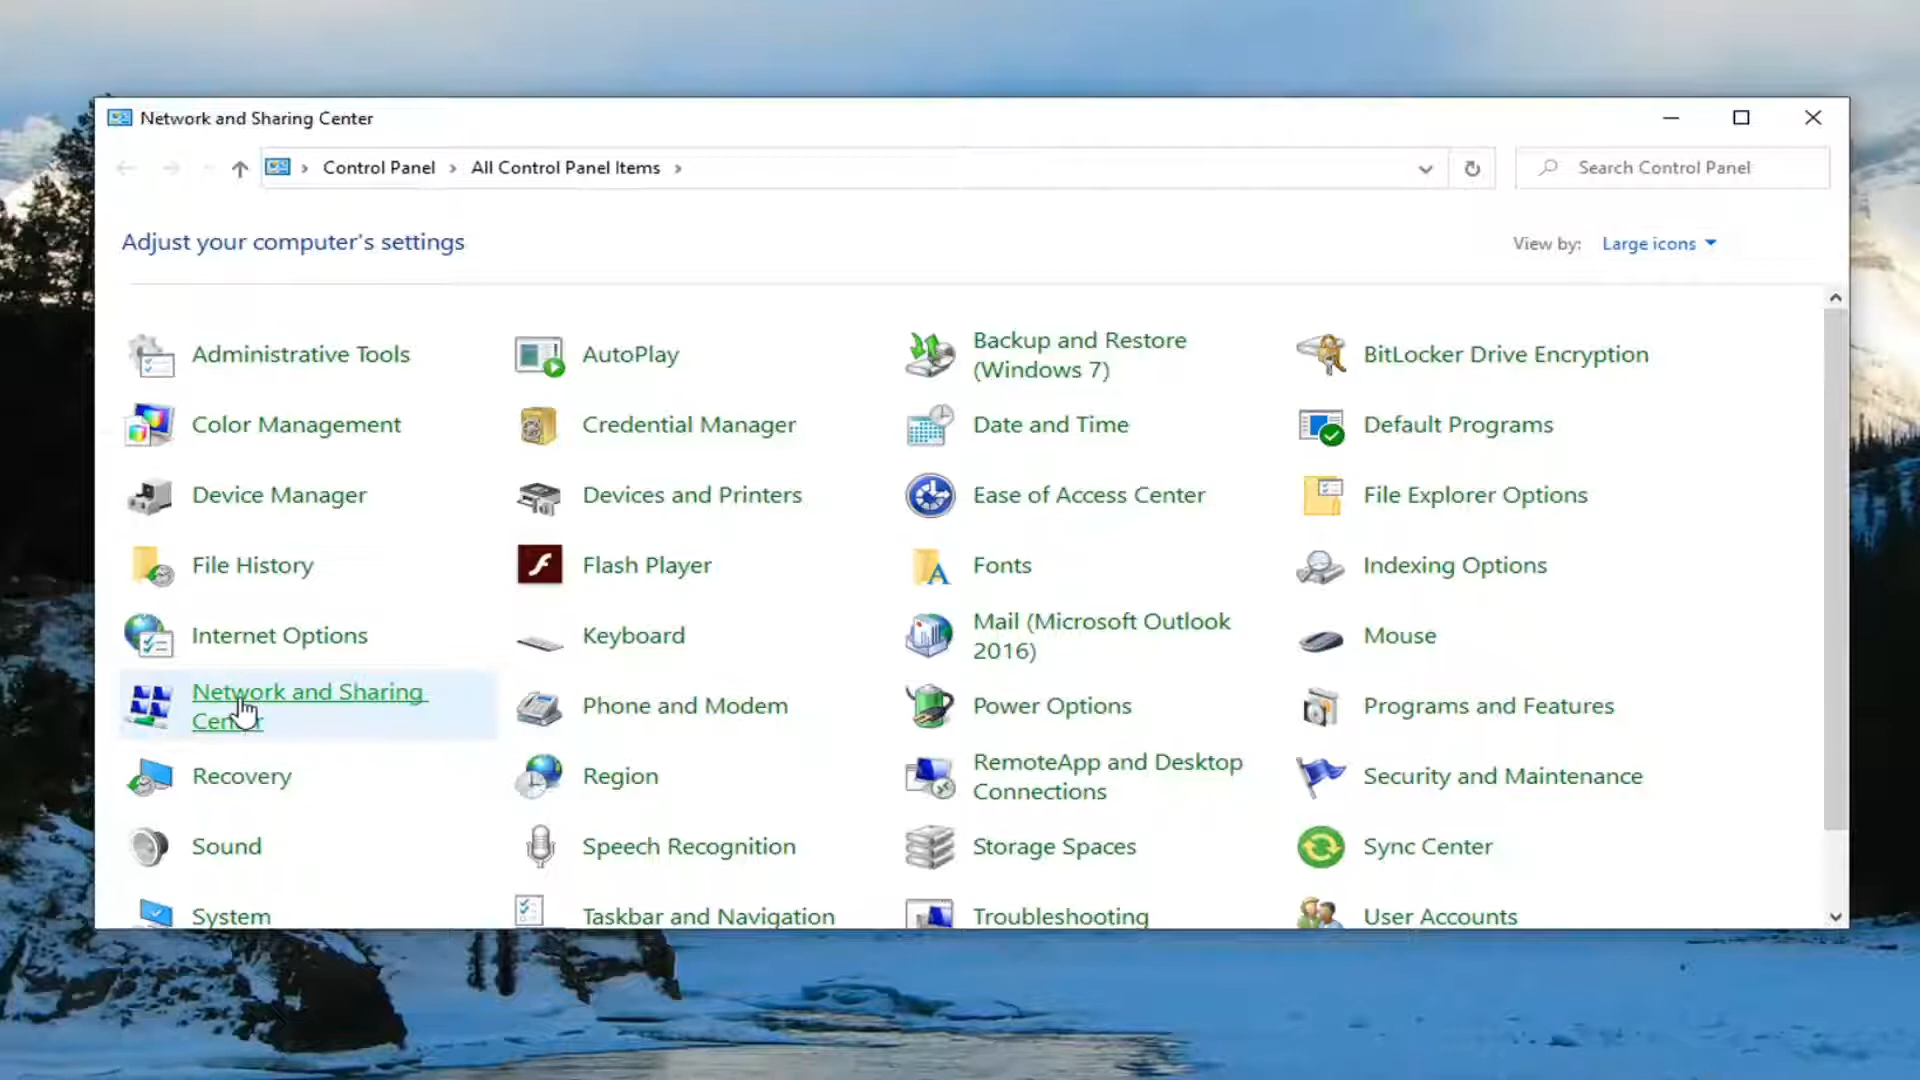 Network and Sharing Center
Control Panel
All Control Panel Items
Search Control Panel
Adjust your computer's settings
View by:
Large icons
Administrative Tools
AutoPlay
Backup and Restore
(Windows 7)
BitLocker Drive Encryption
Color Management
Credential Manager
Date and Time
Default Programs
Device Manager
Devices and Printers
Ease of Access Center
File Explorer Options
File History
Flash Player
Fonts
Indexing Options
Internet Options
Keyboard
Mail (Microsoft Outlook
2016)
Mouse
Network and Sharing
Center
Phone and Modem
Power Options
Programs and Features
Recovery
Region
RemoteApp and Desktop
Connections
Security and Maintenance
Sound
Speech Recognition
Storage Spaces
Sync Center
System
Taskbar and Navigation
Troubleshooting
User Accounts